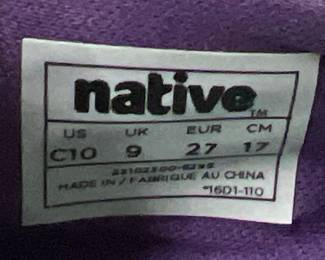 native TM
US UK EUR CM
C10 9 27 17
MADE IN / FABRIQUE AU CHINA
*16D1-110